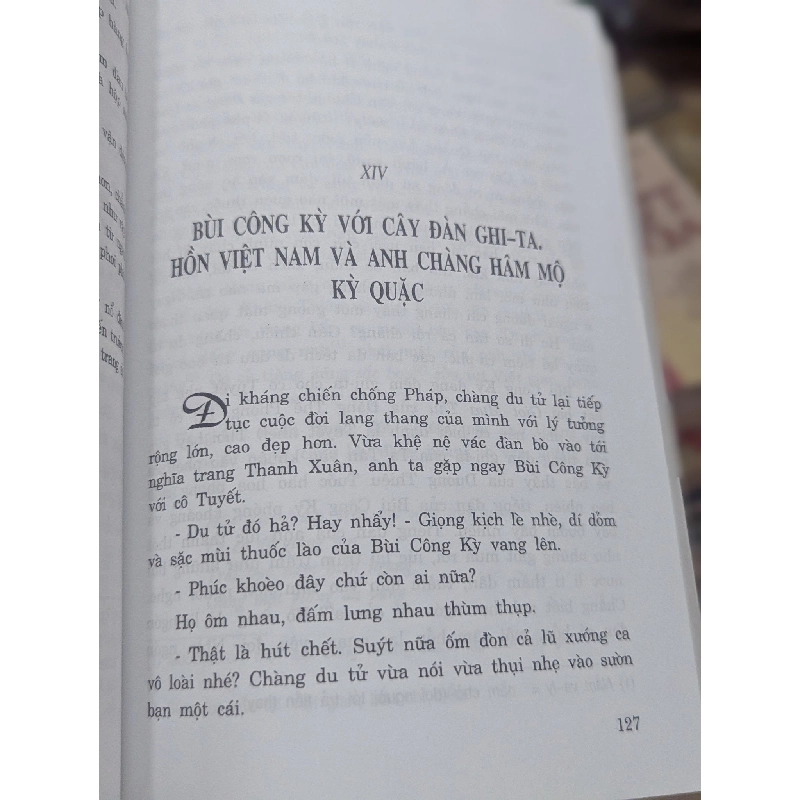 XIV
BÙI CÔNG KỲ VỚI CÂY ĐÀN GHI-TA.
HỒN VIỆT NAM VÀ ANH CHÀNG HÂM MỘ
KỲ QUẶC
Đi kháng chiến chống Pháp, chàng du tử lại tiếp
tục cuộc đời lang thang của mình với lý tưởng
rộng lớn, cao đẹp hơn. Vừa khệ nệ vác đàn bò vào tới
nghĩa trang Thanh Xuân, anh ta gặp ngay Bùi Công Kỳ
với cô Tuyết.
- Du tử đó hả? Hay nhẩy! - Giọng kịch lè nhè, dí dỏm
và sặc mùi thuốc lào của Bùi Công Kỳ vang lên.
- Phúc khoèo đây chứ còn ai nữa?
Họ ôm nhau, đấm lưng nhau thùm thụp.
- Thật là hút chết. Suýt nữa ốm đòn cả lũ xướng ca
vô loài nhé? Chàng du tử vừa nói vừa thụi nhẹ vào sườn
bạn một cái.
127